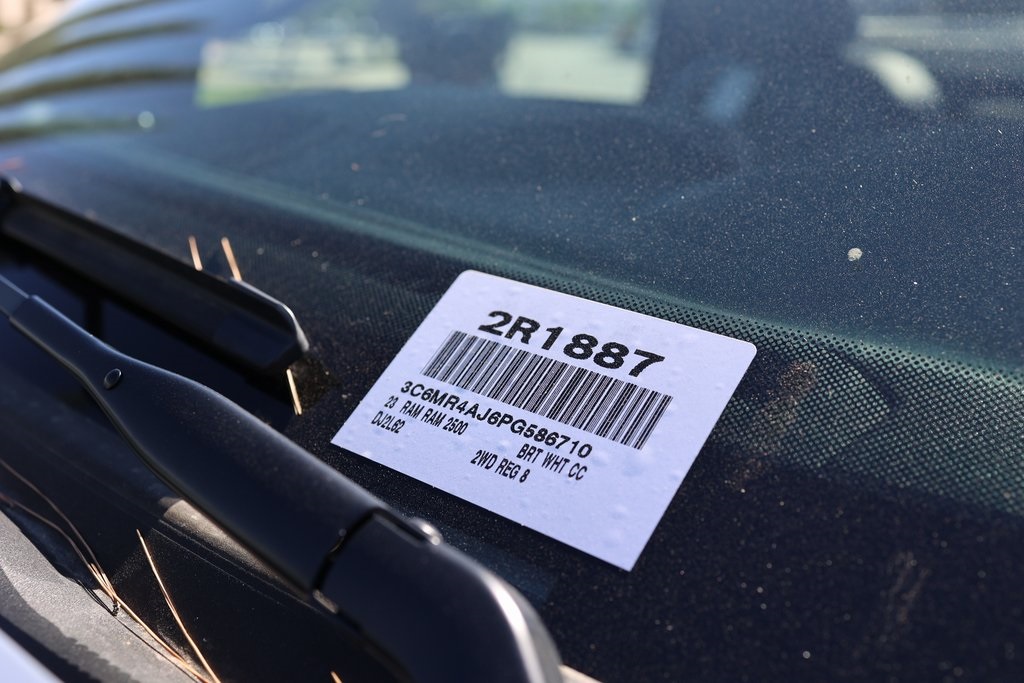 2R1887
3C6MR4AJ6PG586710
23 RAM RAM 2500
DJ2L62 BRT WHT CC
2WD REG 8